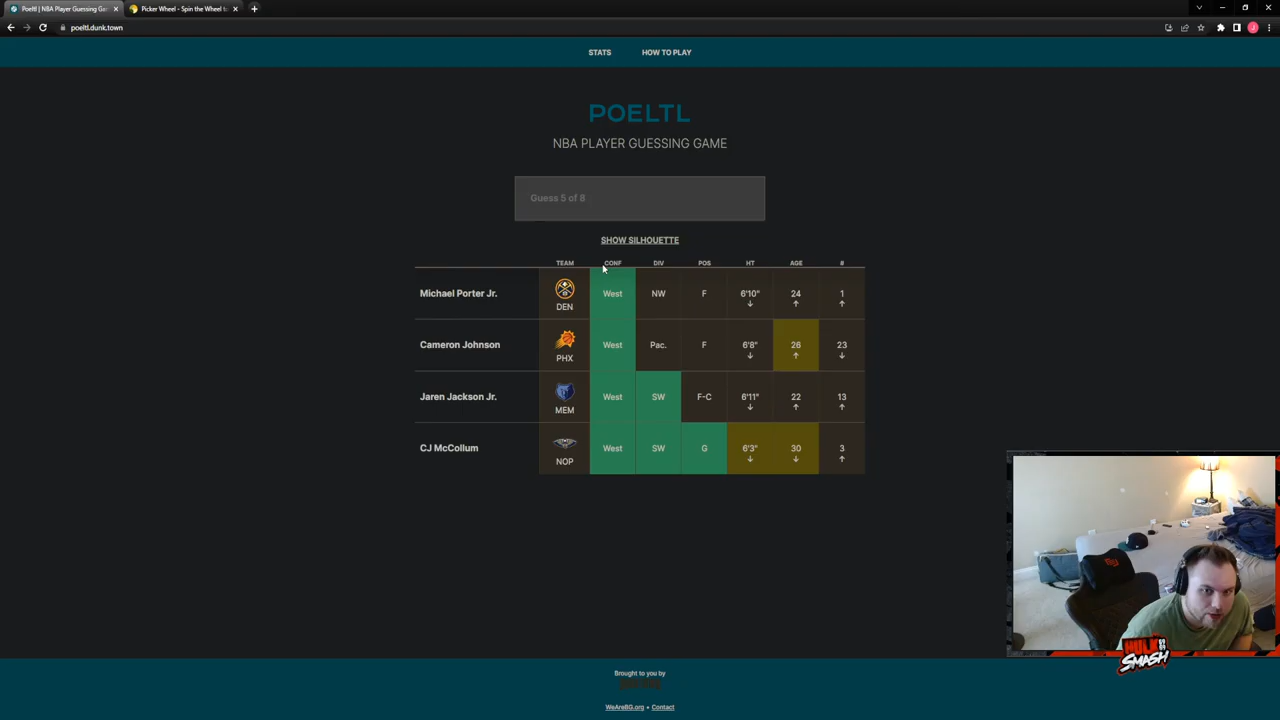 Poeltl | NBA Player Guessing Ga
Picker Wheel - Spin the Wheel t
poeltl.dunk.town
STATS
HOW TO PLAY
POELTL
NBA PLAYER GUESSING GAME
Guess 5 of 8
SHOW SILHOUETTE
TEAM CONF DIV POS HT AGE #
Michael Porter Jr. DEN West NW F 6'10" ↓ 24 ↑ 1 ↑
Cameron Johnson PHX West Pac. F 6'8" ↓ 26 ↑ 23 ↓
Jaren Jackson Jr. MEM West SW F-C 6'11" ↓ 22 ↑ 13 ↑
CJ McCollum NOP West SW G 6'3" ↓ 30 ↓ 3 ↑
HULK
SMASH
Brought to you by
WeAreBG.org • Contact